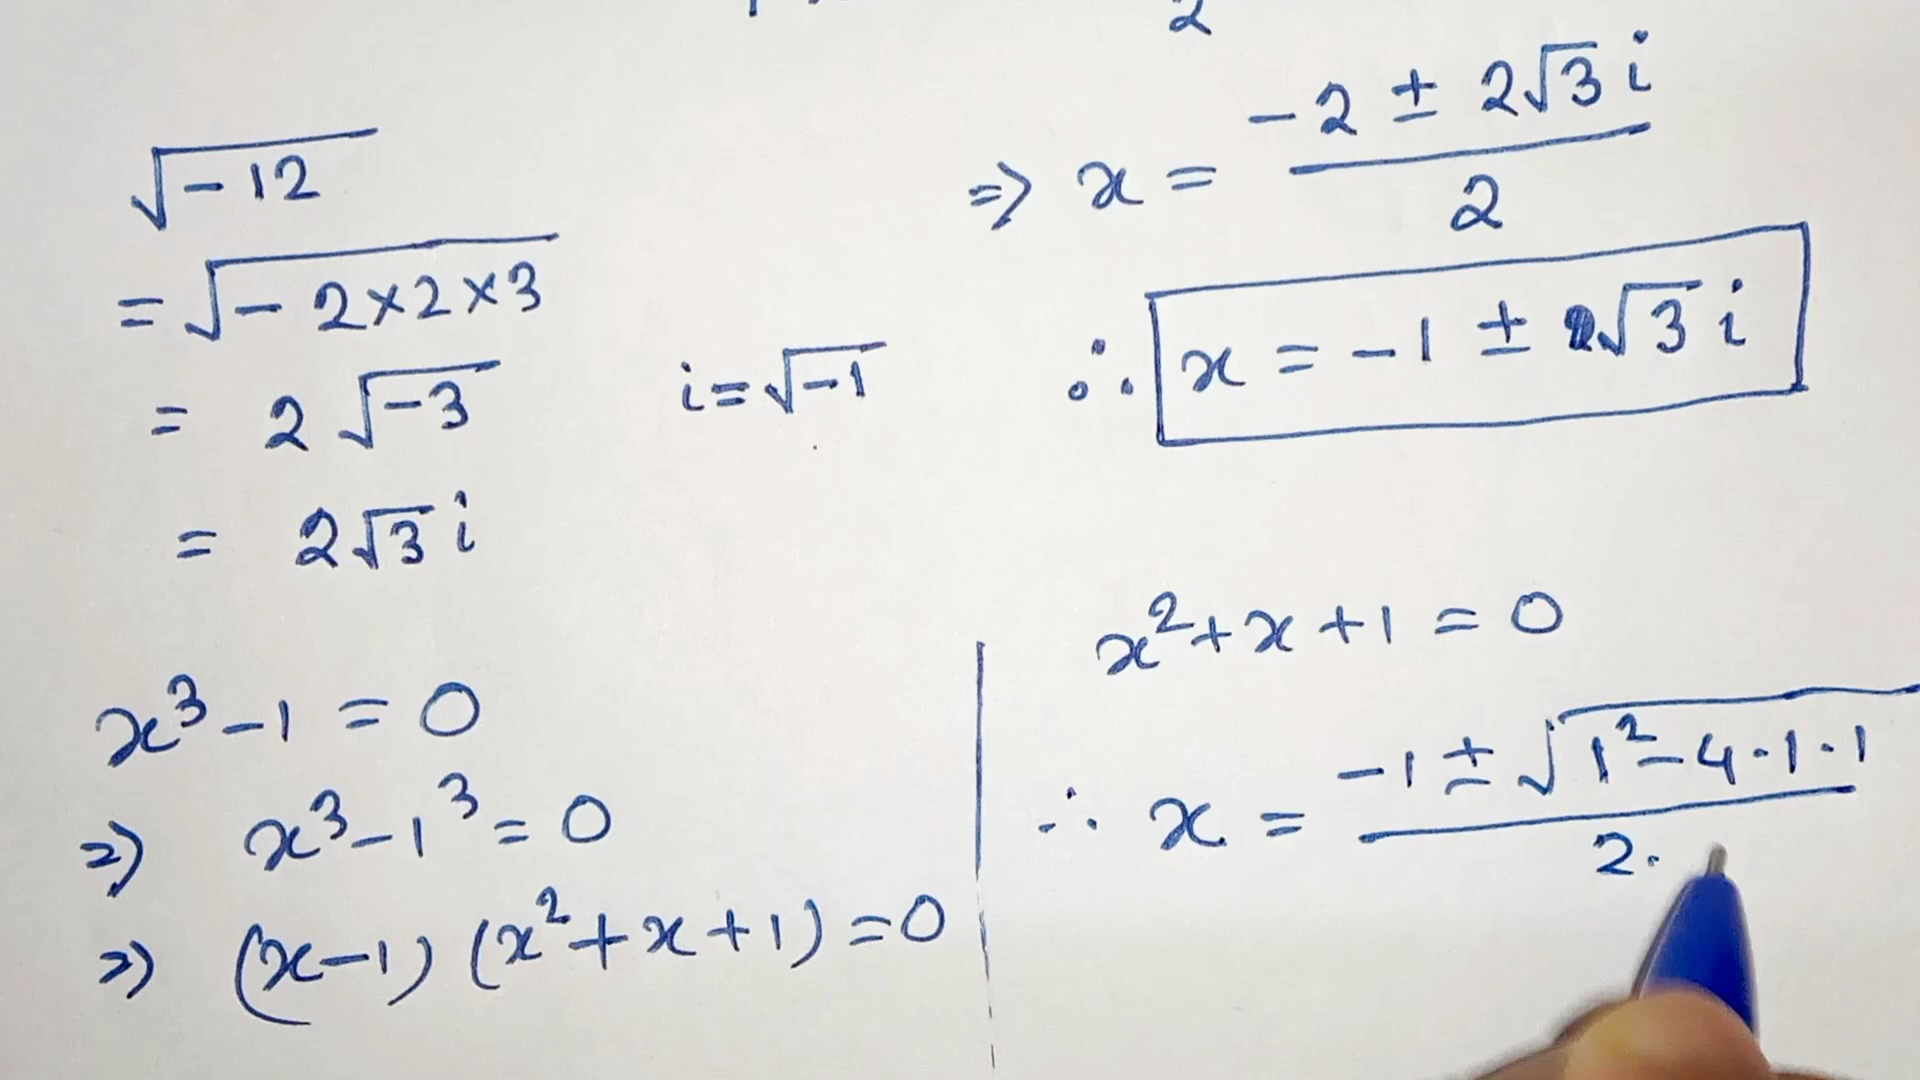 2
√-12
= √-2×2×3
= 2√-3
= 2√3 i
i = √-1
⇒ x = (-2 ± 2√3 i)/2
∴ x = -1 ± √3 i
x³ - 1 = 0
⇒ x³ - 1³ = 0
⇒ (x-1) (x² + x + 1) = 0
x² + x + 1 = 0
∴ x = (-1 ± √1² - 4·1·1)/2·